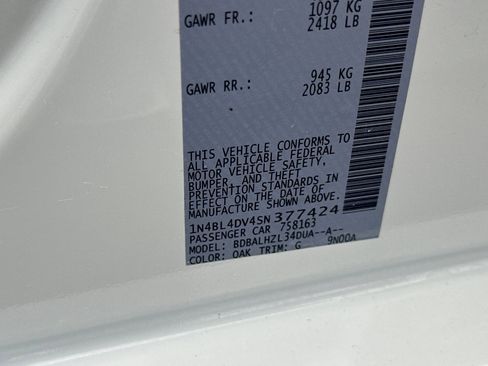 GAWR FR.: 1097 KG
2418 LB
GAWR RR.: 945 KG
2083 LB
THIS VEHICLE CONFORMS TO
ALL APPLICABLE FEDERAL
MOTOR VEHICLE SAFETY,
BUMPER, AND THEFT
PREVENTION STANDARDS IN
EFFECT ON THE DATE OF
MANUFACTURE SHOWN ABOVE.
1N4BL4DV4SN377424
PASSENGER CAR 758163
MODEL: BDBALHZL34DUA--A--
COLOR: QAK TRIM: G 9N00A